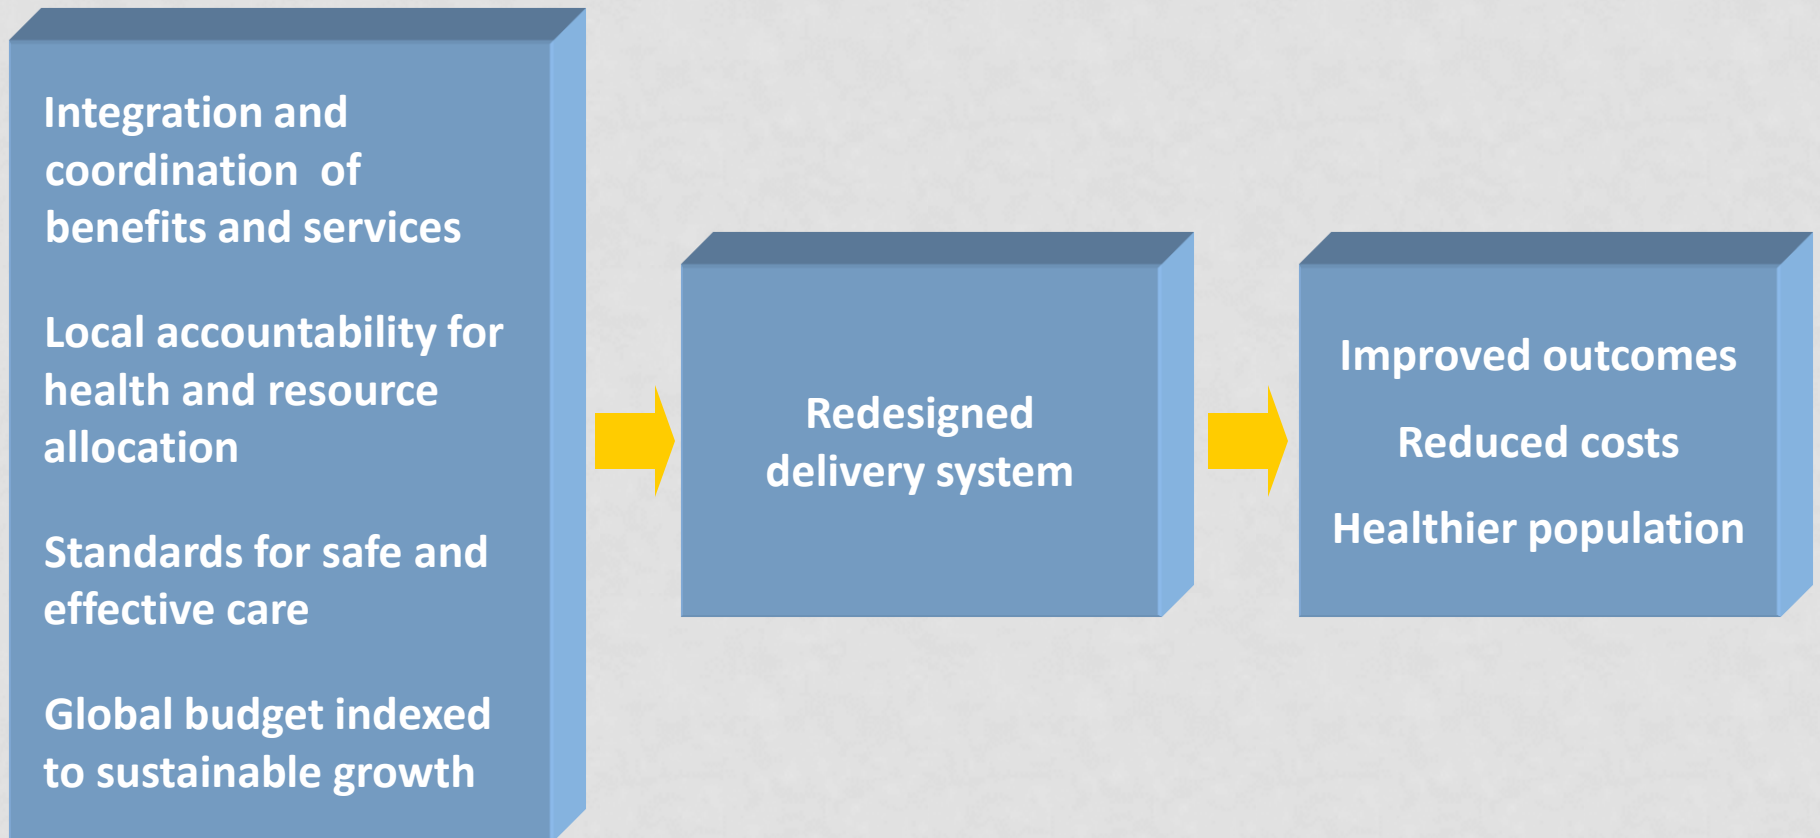 Integration and
coordination  of
benefits and services
Local accountability for
health and resource
allocation
Standards for safe and
effective care
Global budget indexed
to sustainable growth
Redesigned
delivery system
Improved outcomes
Reduced costs
Healthier population